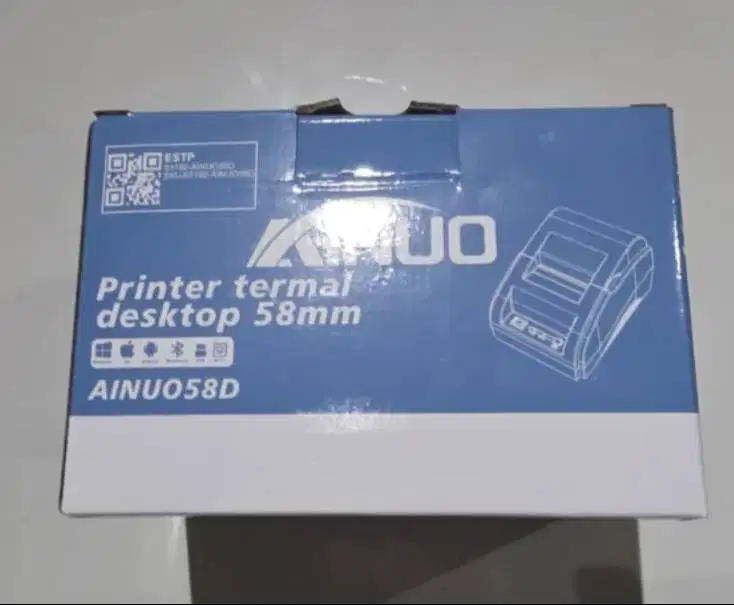 ESTP
AINUO
Printer termal
desktop 58mm
AINUO58D